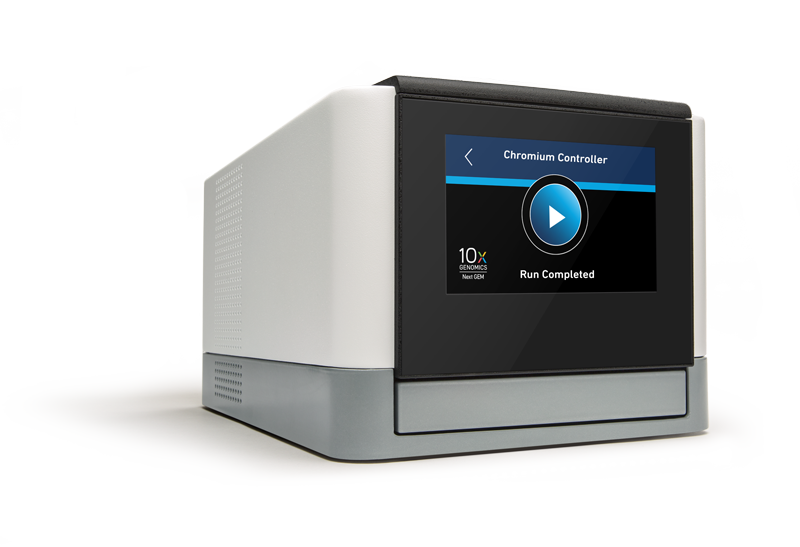 Chromium Controller
Run Completed
10x
GENOMICS
Next GEM